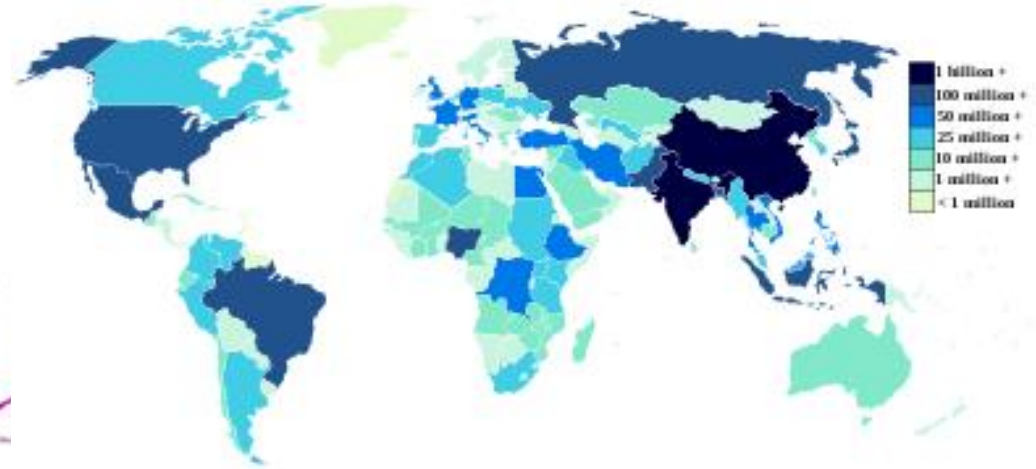 1 billion +
100 million +
50 million +
25 million +
10 million +
1 million +
< 1 million